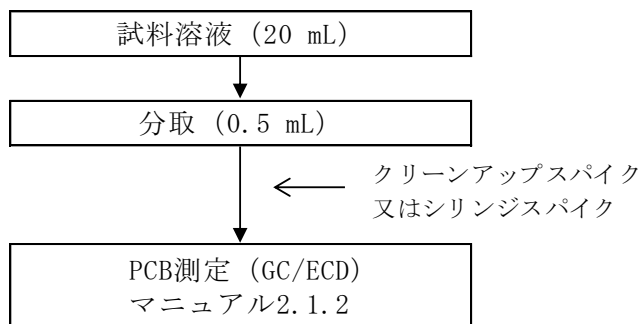 試料溶液 (20 mL)
分取 (0.5 mL)
クリーンアップスパイク
又はシリンジスパイク
PCB測定 (GC/ECD)
マニュアル2.1.2